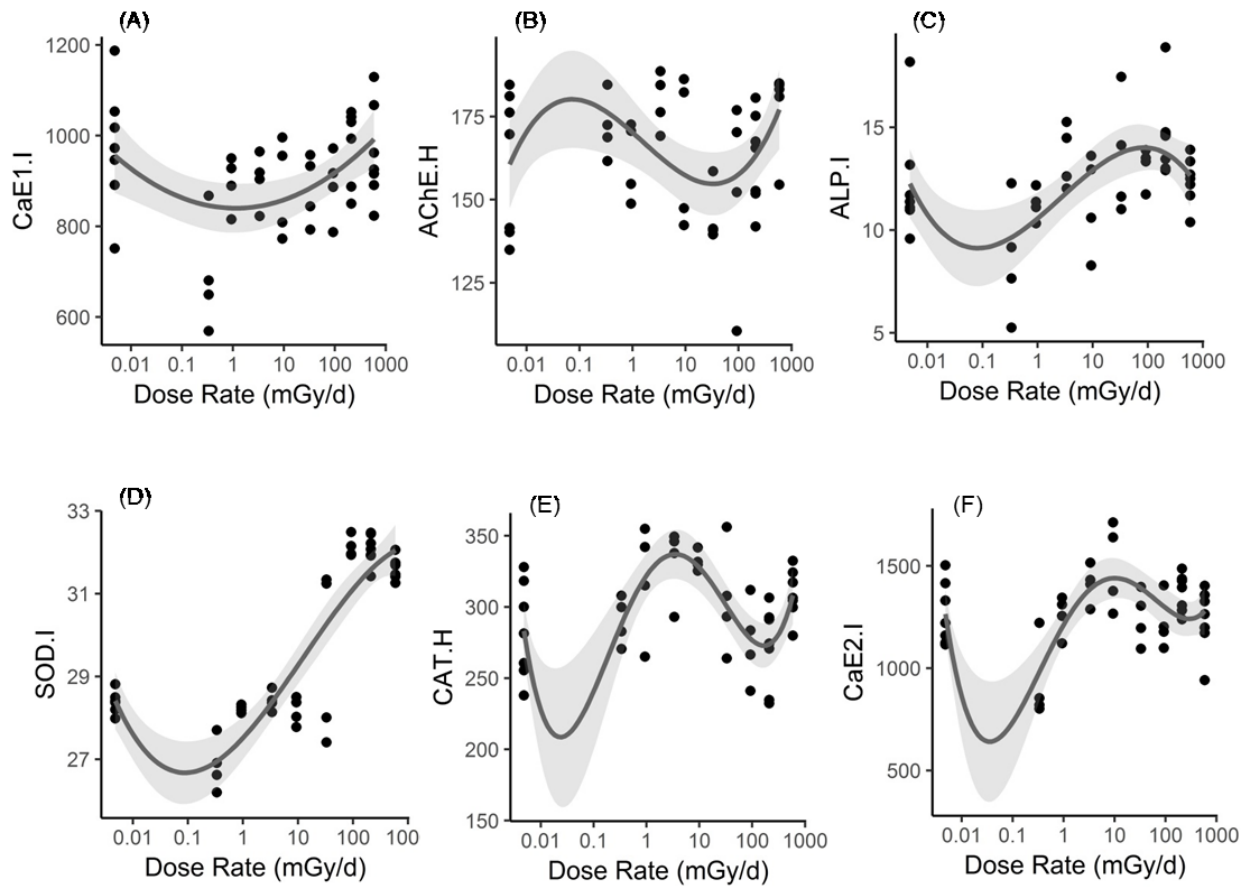 (A)
CaE1.I
1200
1000
800
600
0.01 0.1 1 10 100 1000
Dose Rate (mGy/d)
(B)
AChE.H
175
150
125
0.01 0.1 1 10 100 1000
Dose Rate (mGy/d)
(C)
ALP.I
15
10
5
0.01 0.1 1 10 100 1000
Dose Rate (mGy/d)
(D)
SOD.I
33
31
29
27
0.01 0.1 1 10 100 1000
Dose Rate (mGy/d)
(E)
CAT.H
350
300
250
200
150
0.01 0.1 1 10 100 1000
Dose Rate (mGy/d)
(F)
CaE2.I
1500
1000
500
0.01 0.1 1 10 100 1000
Dose Rate (mGy/d)